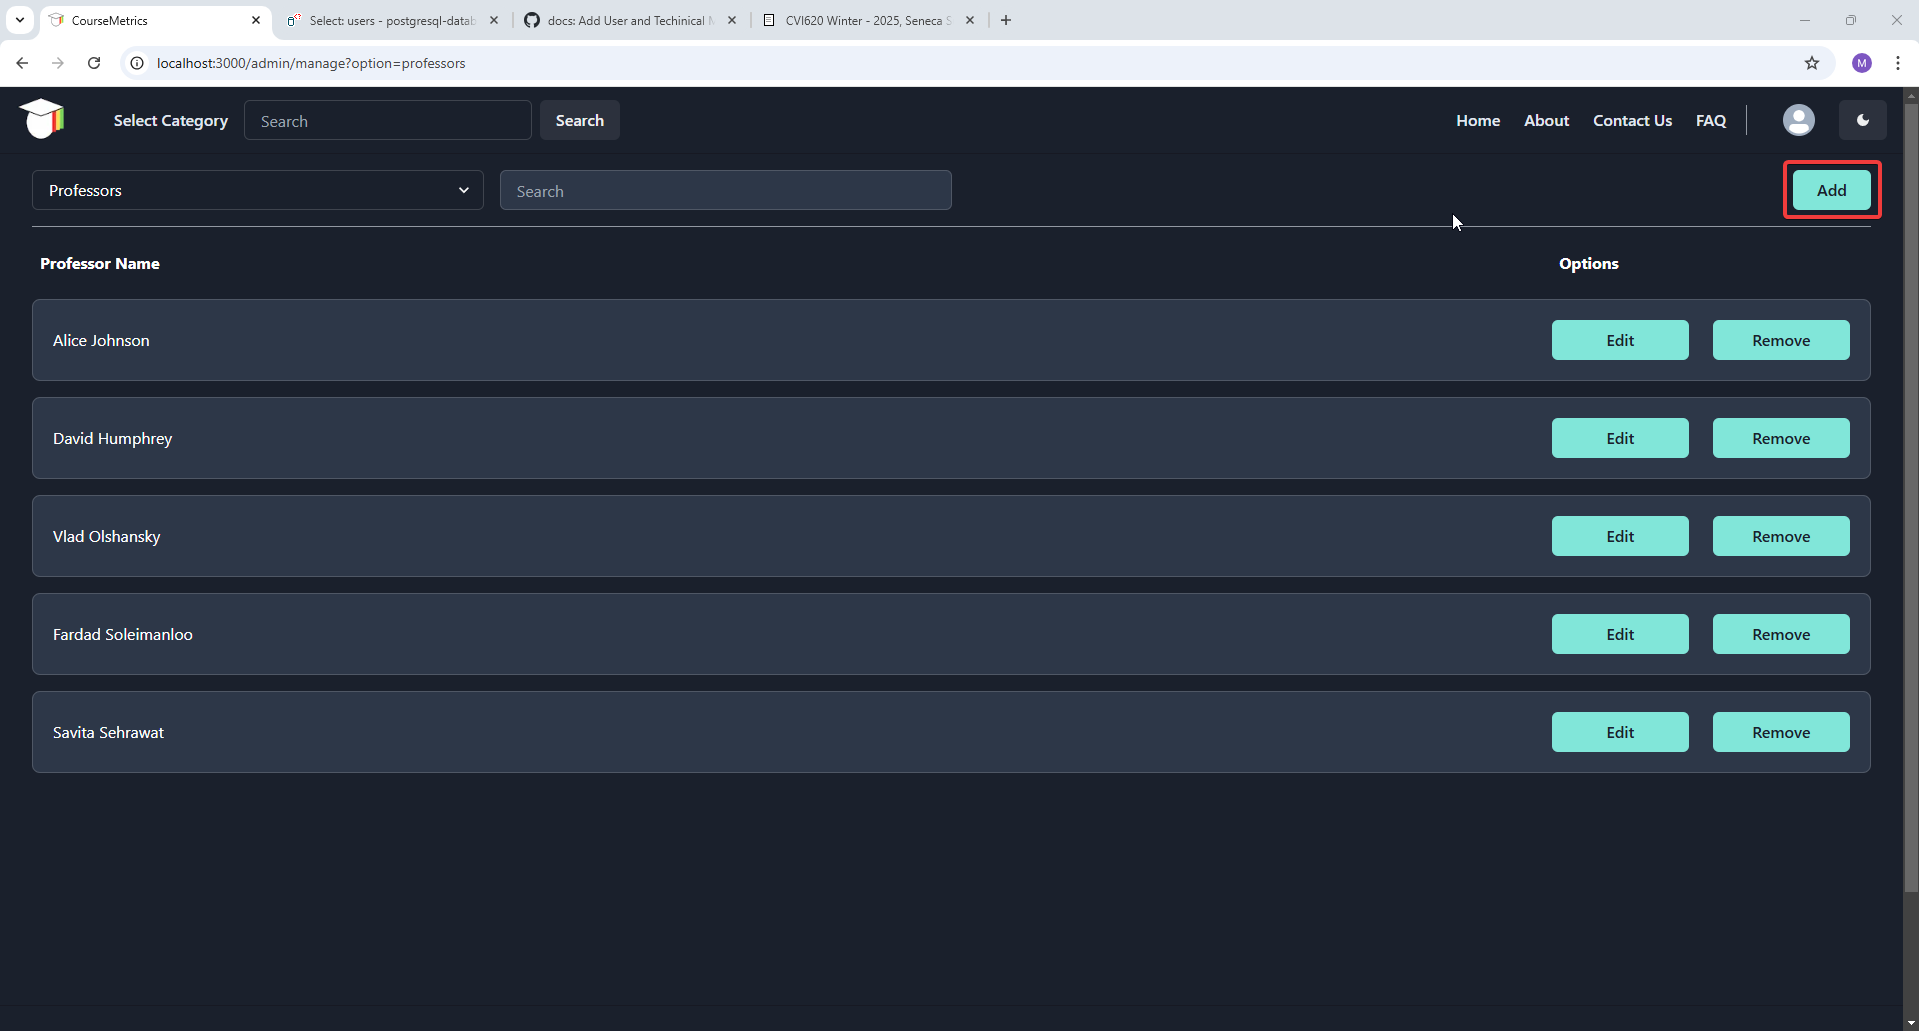 CourseMetrics
Select: users - postgresql-datab
docs: Add User and Techinical M
CVI620 Winter - 2025, Seneca S
localhost:3000/admin/manage?option=professors
M
Select Category
Search
Search
Home
About
Contact Us
FAQ
Professors
Search
Add
Professor Name
Options
Alice Johnson
Edit
Remove
David Humphrey
Edit
Remove
Vlad Olshansky
Edit
Remove
Fardad Soleimanloo
Edit
Remove
Savita Sehrawat
Edit
Remove